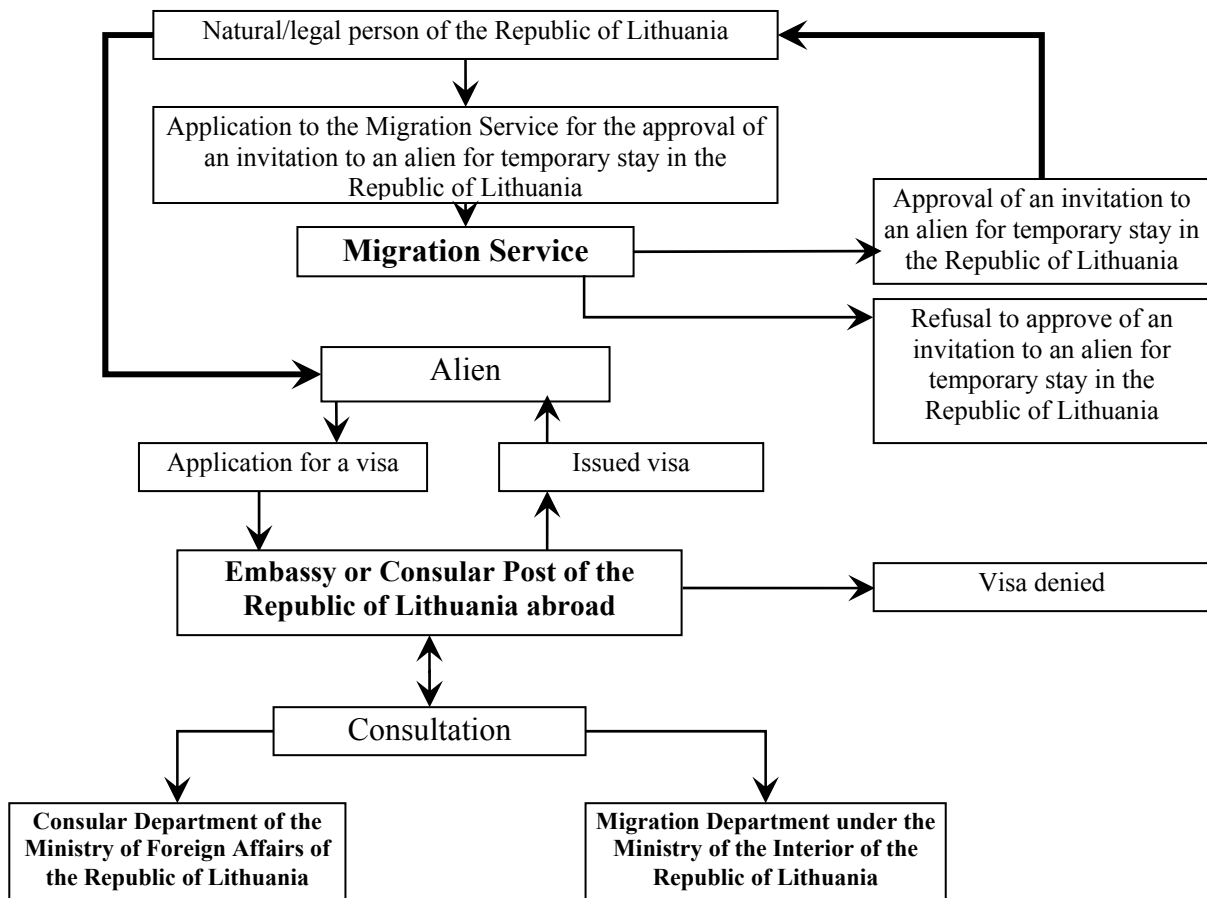 Natural/legal person of the Republic of Lithuania
Application to the Migration Service for the approval of
an invitation to an alien for temporary stay in the
Republic of Lithuania
Approval of an invitation to
an alien for temporary stay in
the Republic of Lithuania
Migration Service
Refusal to approve of an
invitation to an alien for
temporary stay in the
Republic of Lithuania
Alien
Application for a visa
Issued visa
Embassy or Consular Post of the
Republic of Lithuania abroad
Visa denied
Consultation
Consular Department of the
Ministry of Foreign Affairs of
the Republic of Lithuania
Migration Department under the
Ministry of the Interior of the
Republic of Lithuania